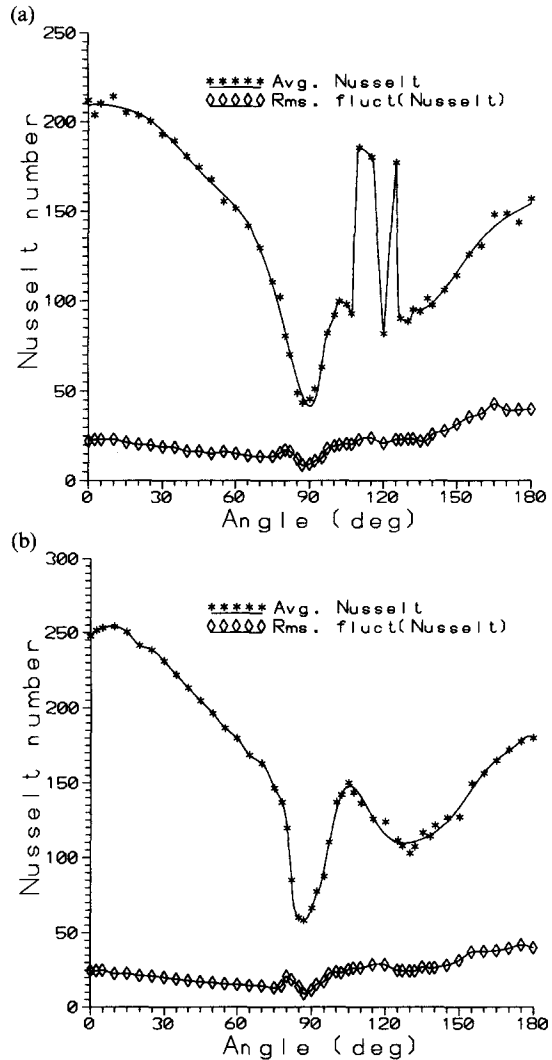 (a)
250
200
150
100
50
0
Nusselt number
Avg. Nusselt
Rms. fluct(Nusselt)
0 30 60 90 120 150 180
Angle (deg)
(b)
300
250
200
150
100
50
0
Nusselt number
Avg. Nusselt
Rms. fluct(Nusselt)
0 30 60 90 120 150 180
Angle (deg)